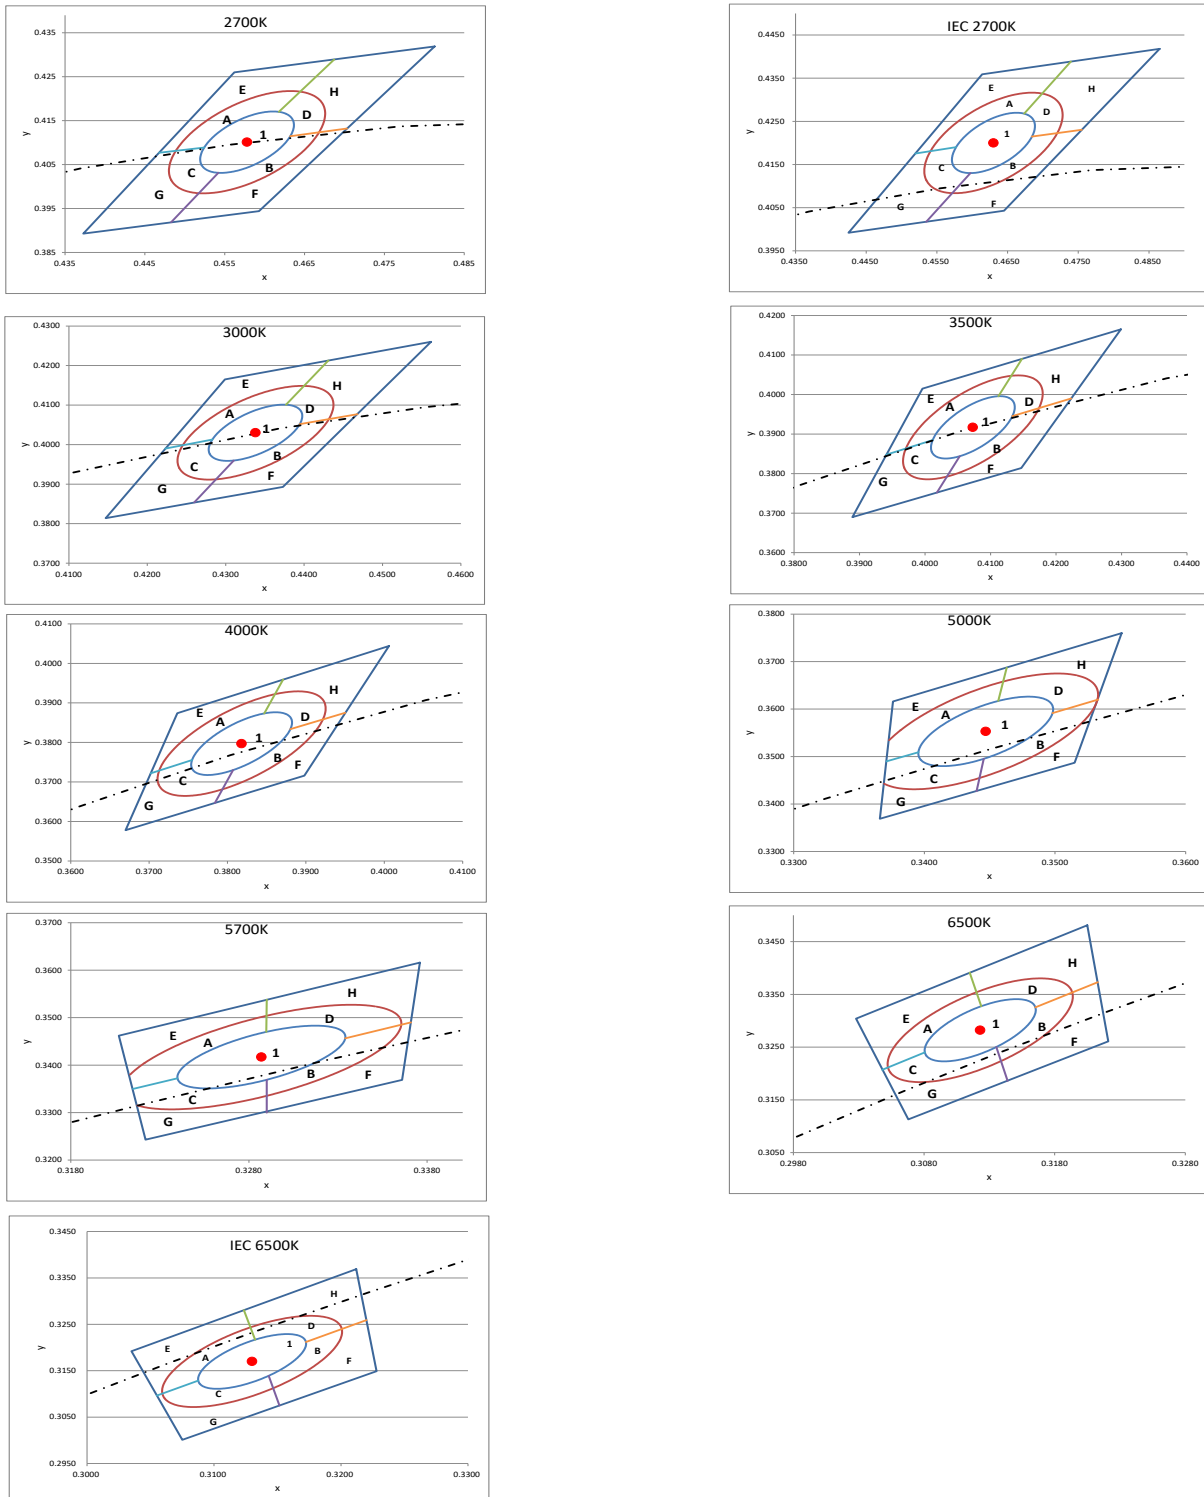 2700K
0.435
0.425
0.415
0.405
0.395
0.385
y
E
H
A
D
1
C
B
G
F
0.435 0.445 0.455 0.465 0.475 0.485
x
IEC 2700K
0.4450
0.4350
0.4250
0.4150
0.4050
0.3950
y
E
H
A
D
1
C
B
G
F
0.4350 0.4450 0.4550 0.4650 0.4750 0.4850
x
3000K
0.4300
0.4200
0.4100
0.4000
0.3900
0.3800
0.3700
y
E
H
A
D
1
C
B
G
F
0.4100 0.4200 0.4300 0.4400 0.4500 0.4600
x
3500K
0.4200
0.4100
0.4000
0.3900
0.3800
0.3700
0.3600
y
H
E
A
D
1
C
B
G
F
0.3800 0.3900 0.4000 0.4100 0.4200 0.4300 0.4400
x
4000K
0.4100
0.4000
0.3900
0.3800
0.3700
0.3600
0.3500
y
H
E
A
D
1
C
B
G
F
0.3600 0.3700 0.3800 0.3900 0.4000 0.4100
x
5000K
0.3800
0.3700
0.3600
0.3500
0.3400
0.3300
y
H
E
A
D
1
C
B
G
F
0.3300 0.3400 0.3500 0.3600
x
5700K
0.3700
0.3600
0.3500
0.3400
0.3300
0.3200
y
H
E
A
D
1
C
B
G
F
0.3180 0.3280 0.3380
x
6500K
0.3450
0.3350
0.3250
0.3150
0.3050
y
H
E
A
D
1
C
B
G
F
0.2980 0.3080 0.3180 0.3280
x
IEC 6500K
0.3450
0.3350
0.3250
0.3150
0.3050
0.2950
y
H
E
A
D
1
C
B
G
F
0.3000 0.3100 0.3200 0.3300
x